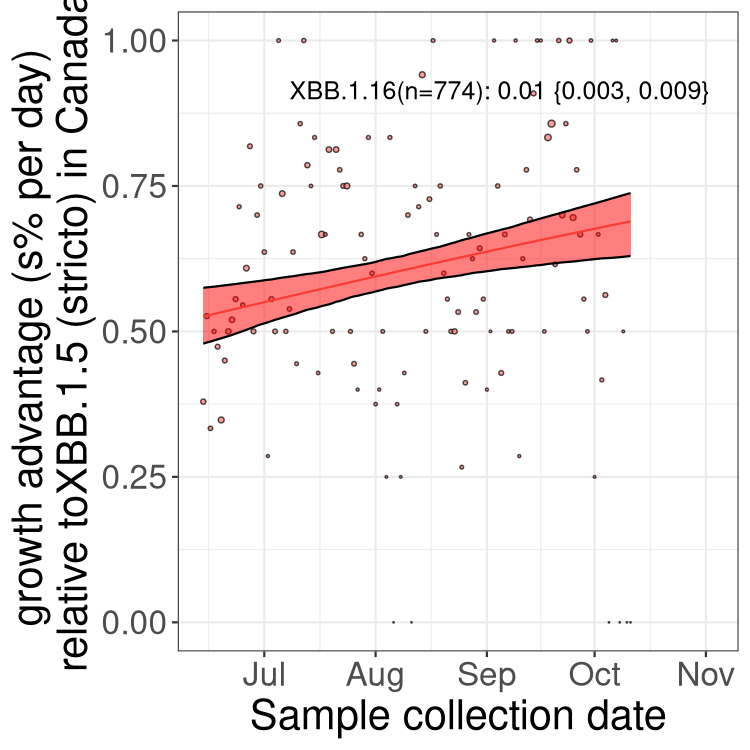 growth advantage (s% per day)
relative toXBB.1.5 (stricto) in Canada
1.00
XBB.1.16(n=774): 0.01 {0.003, 0.009}
0.75
0.50
0.25
0.00
Jul Aug Sep Oct Nov
Sample collection date